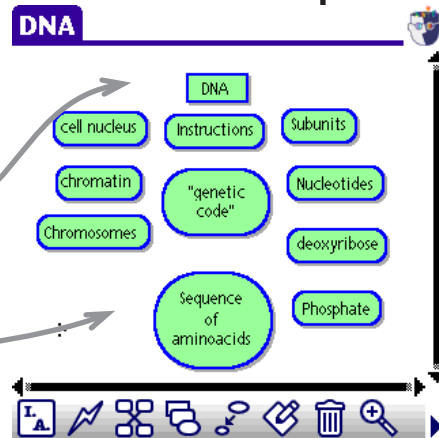 DNA
DNA
cell nucleus
Instructions
Subunits
chromatin
"genetic
code"
Nucleotides
Chromosomes
deoxyribose
Sequence
of
aminoacids
Phosphate
I.
A.